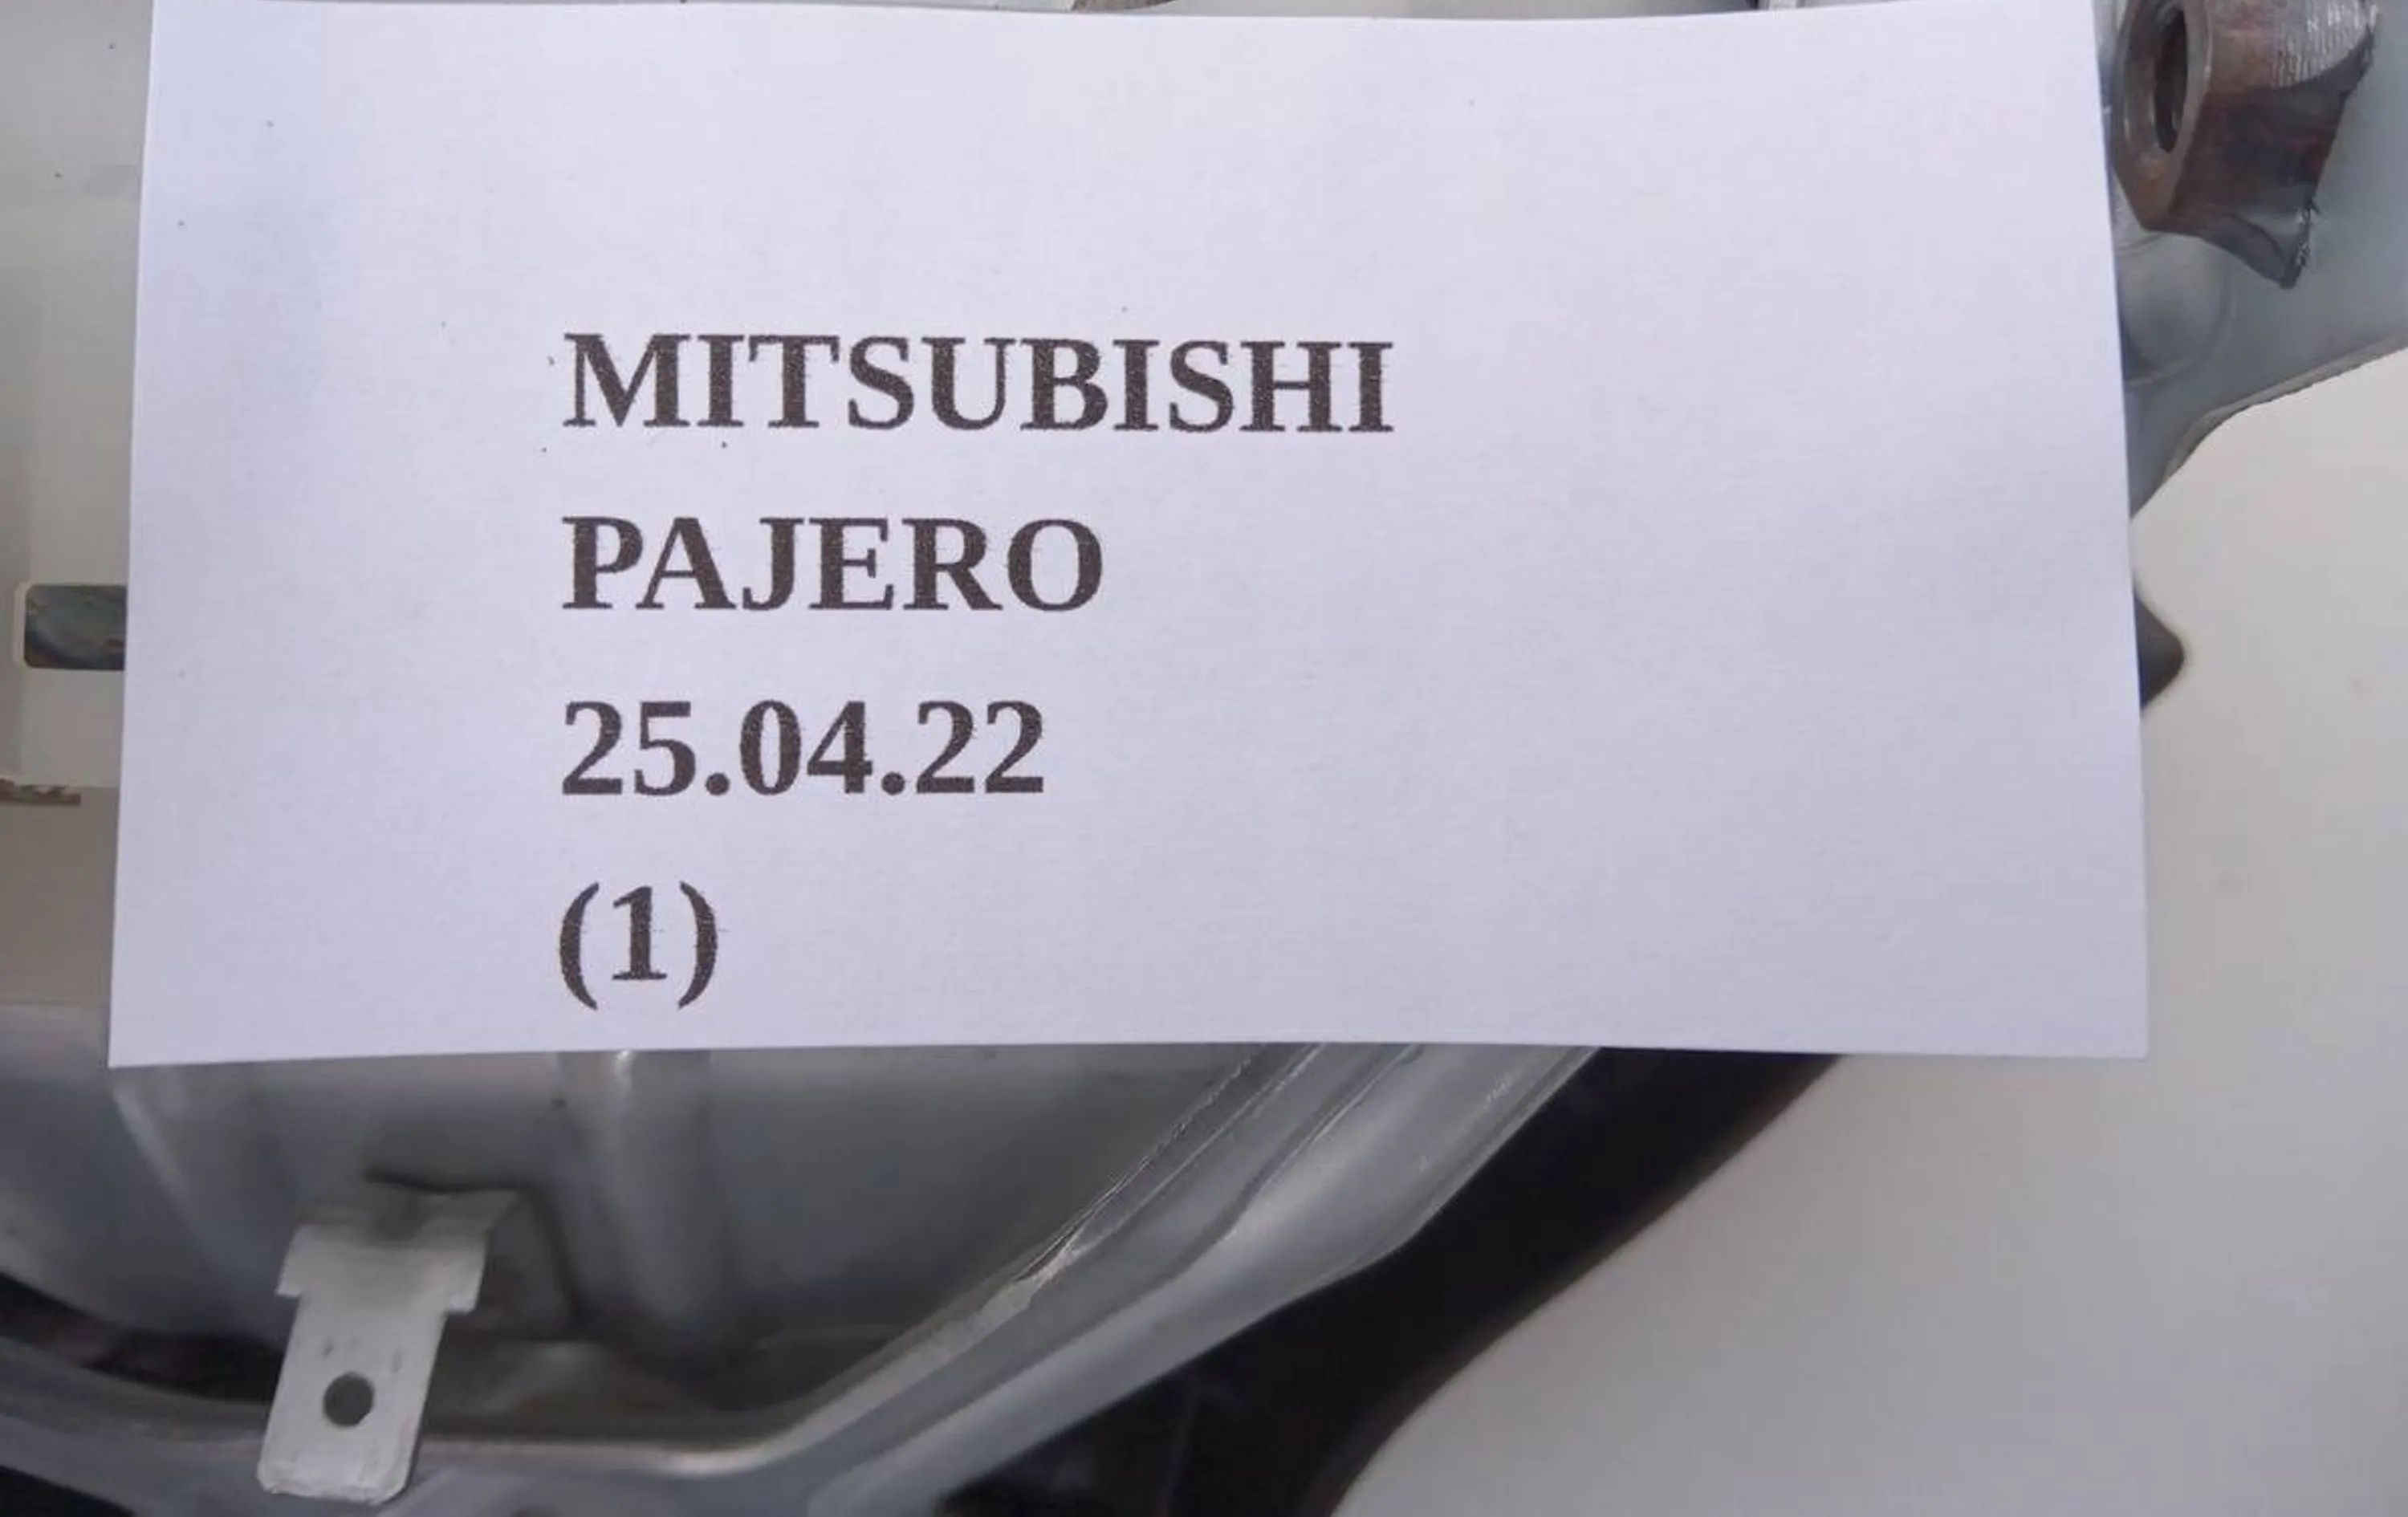 MITSUBISHI
PAJERO
25.04.22
(1)